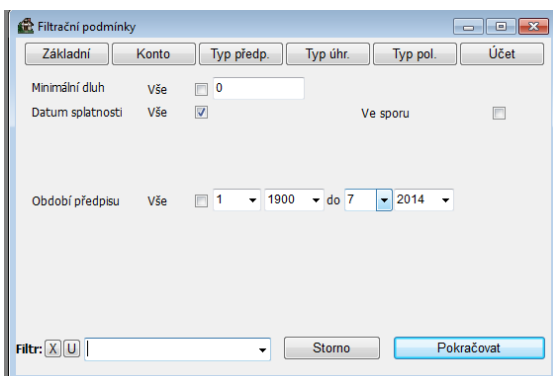 Filtrační podmínky
Základní Konto Typ předp. Typ úhr. Typ pol. Účet
Minimální dluh Vše 0
Datum splatnosti Vše Ve sporu
Období předpisu Vše 1 1900 do 7 2014
Filtr: X U Storno Pokračovat